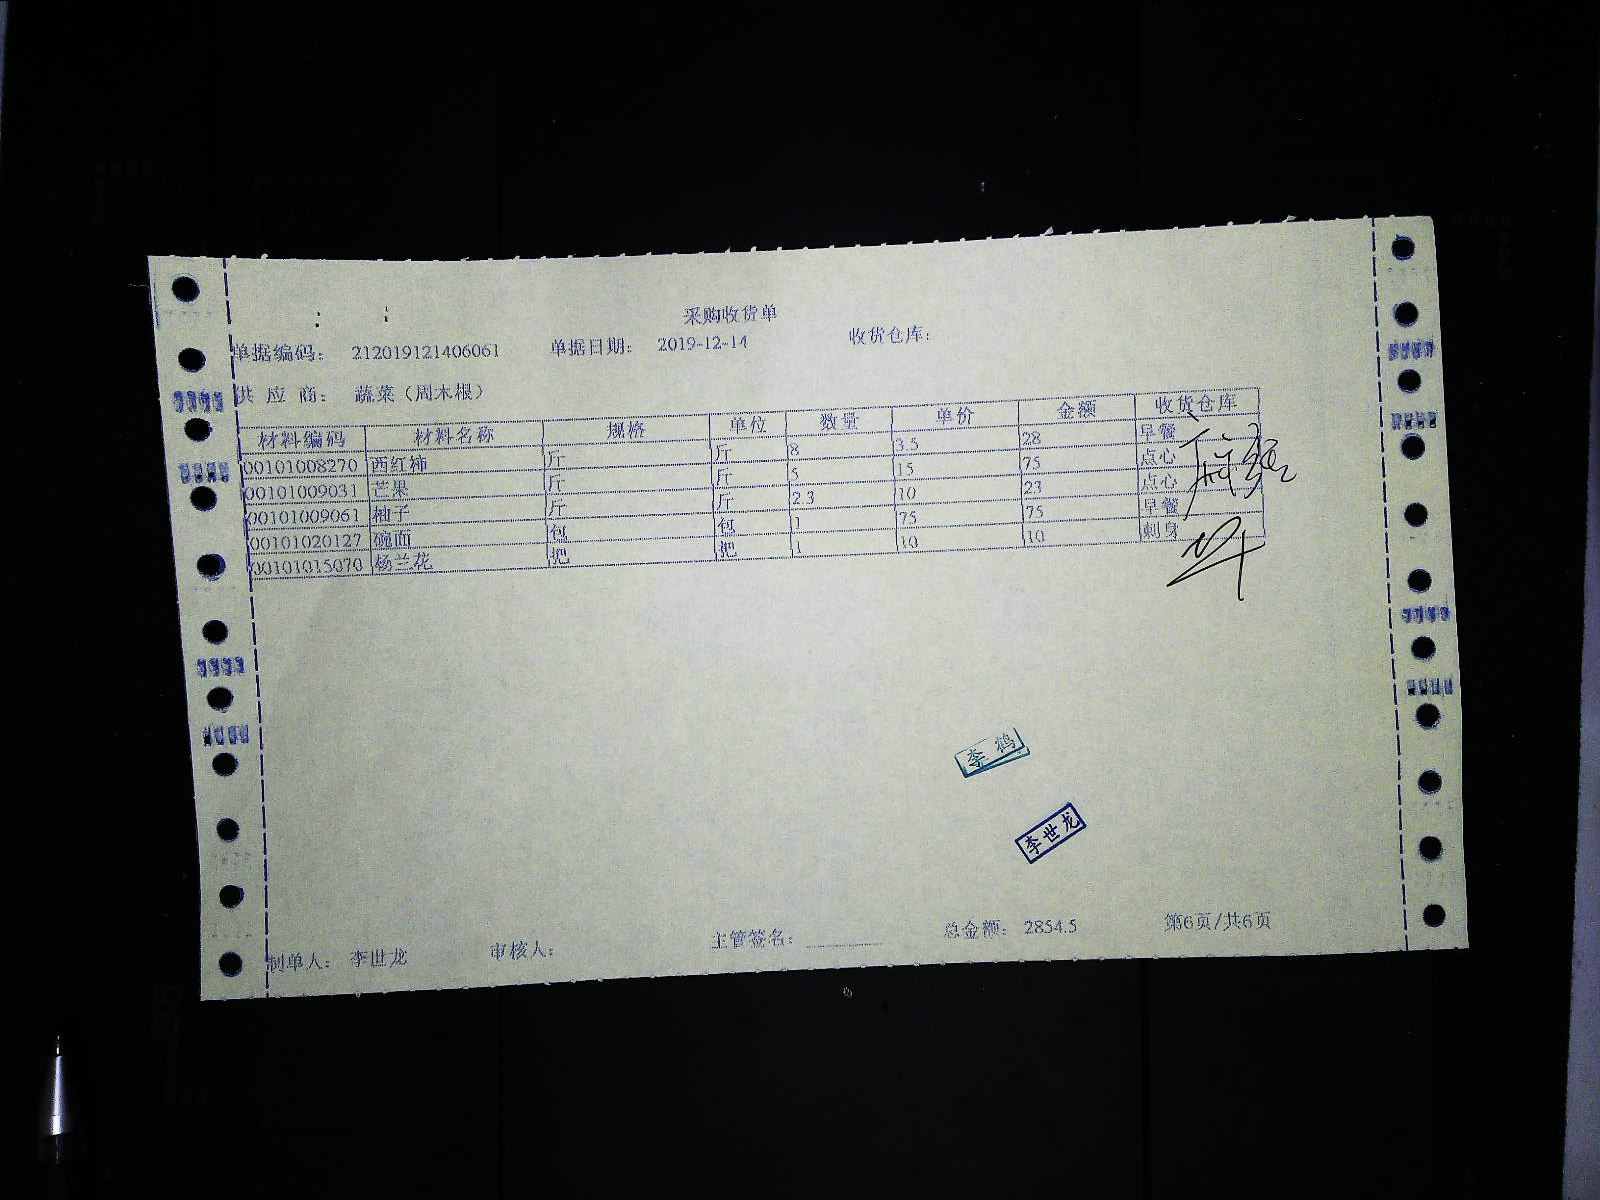 采购收货单
单据编码： 212019121406061 单据日期： 2019-12-14 收货仓库：
供 应 商： 蔬菜（周木根）
材料编码 材料名称 规格 单位 数量 单价 金额 收货仓库
00101008270 西红柿 斤 斤 8 3.5 28 早餐
00101009031 芒果 斤 斤 5 15 75 点心
00101009061 柚子 斤 斤 2.3 10 23 点心
00101020127 碗面 包 包 1 75 75 早餐
00101015070 杨兰花 把 把 1 10 10 刺身
李 鹤
李世龙
制单人： 李世龙 审核人： 主管签名： 总金额： 2854.5 第6页/共6页